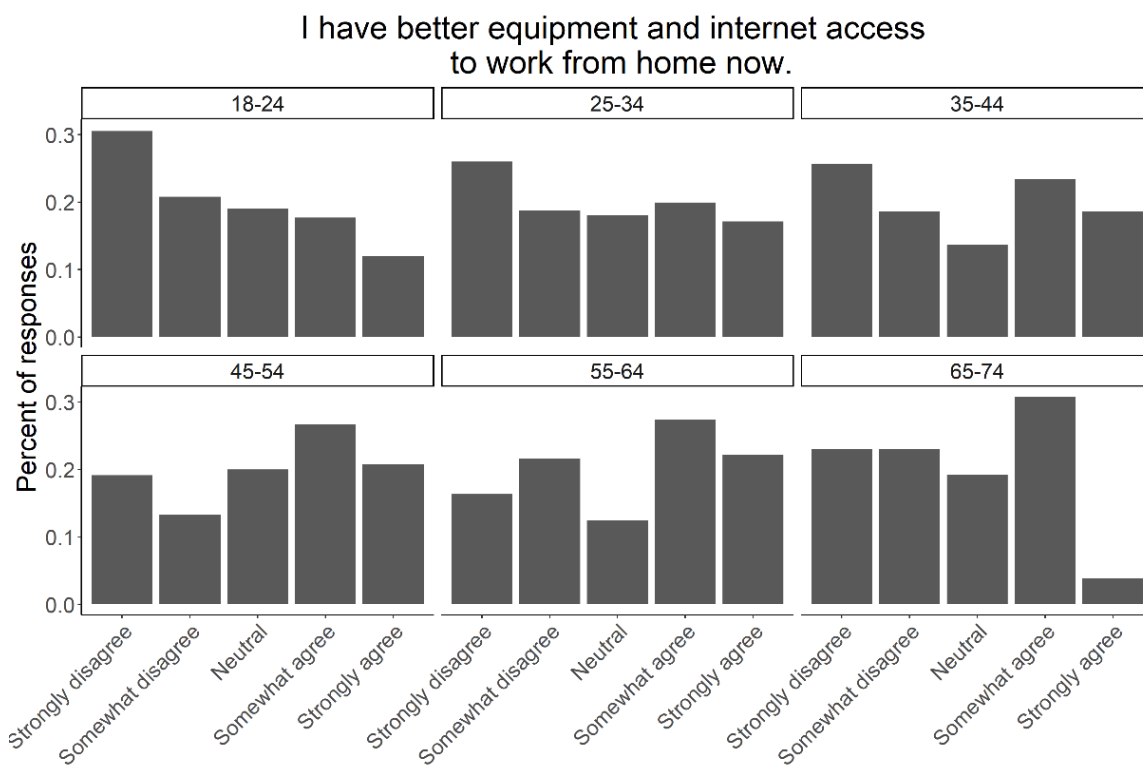 I have better equipment and internet access
to work from home now.
18-24
25-34
35-44
0.3
0.2
0.1
0.0
Percent of responses
45-54
55-64
65-74
0.3
0.2
0.1
0.0
Strongly disagree
Somewhat disagree
Neutral
Somewhat agree
Strongly agree
Strongly disagree
Somewhat disagree
Neutral
Somewhat agree
Strongly agree
Strongly disagree
Somewhat disagree
Neutral
Somewhat agree
Strongly agree